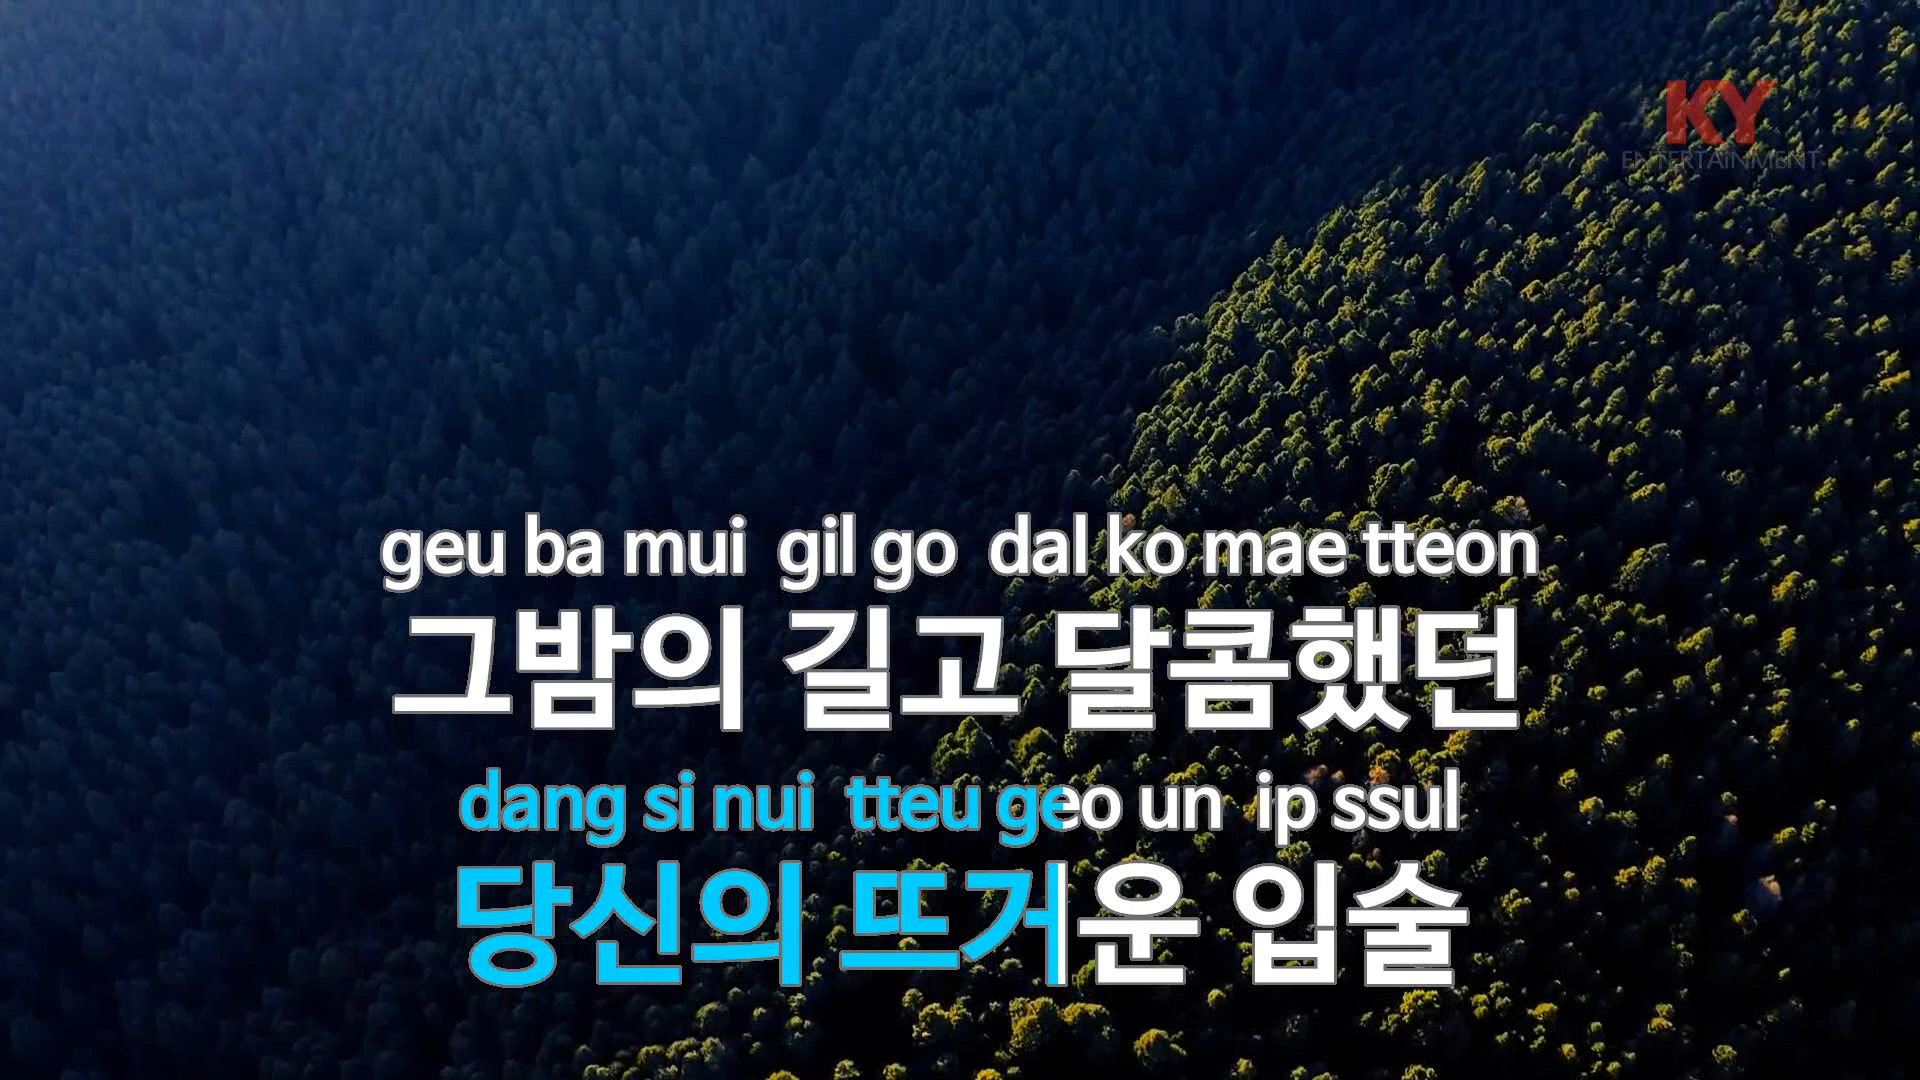 KY
ENTERTAINMENT
geu ba mui gil go dal ko mae tteon
그밤의 길고 달콤했던
dang si nui tteu geo un ip ssul
당신의 뜨거운 입술